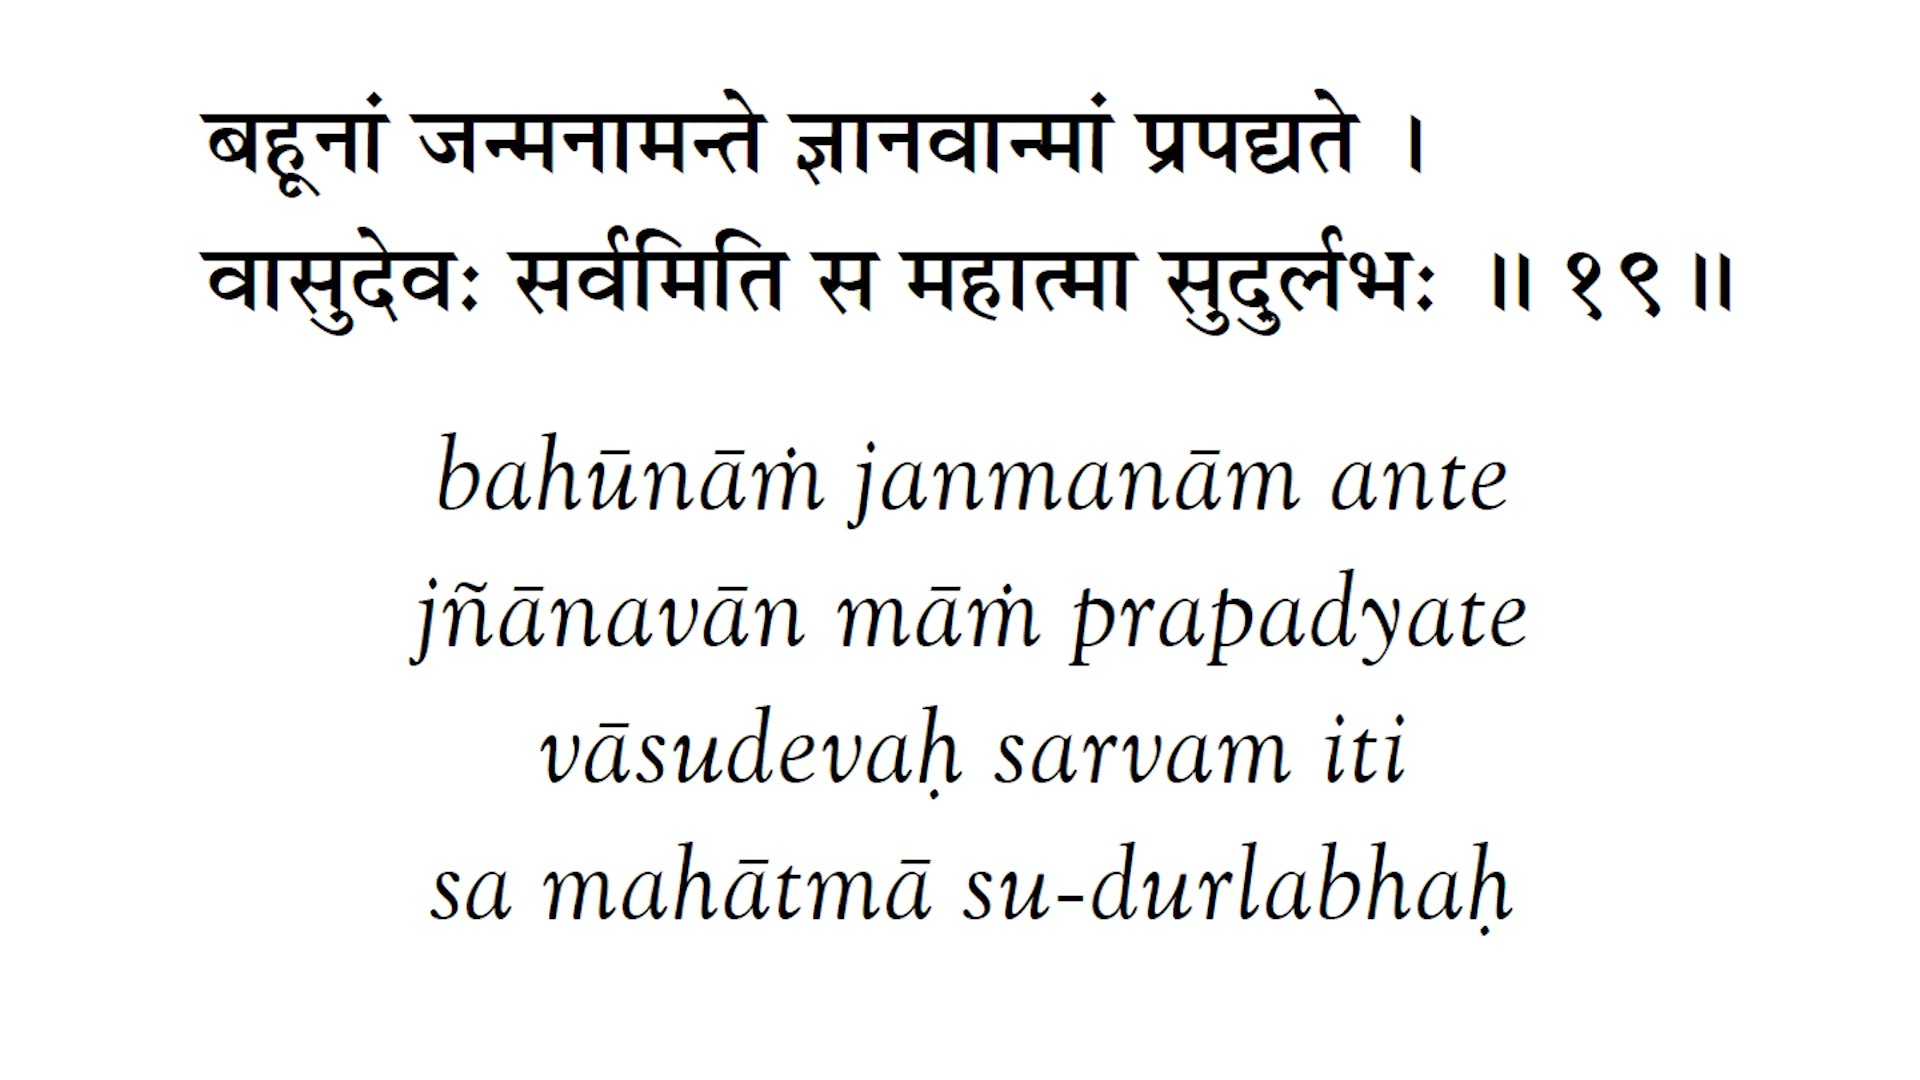 बहूनां जन्मनामन्ते ज्ञानवान्मां प्रपद्यते ।
वासुदेवः सर्वमिति स महात्मा सुदुर्लभः ॥ १९॥
bahūnāṁ janmanām ante
jñānavān māṁ prapadyate
vāsudevaḥ sarvam iti
sa mahātmā su-durlabhaḥ